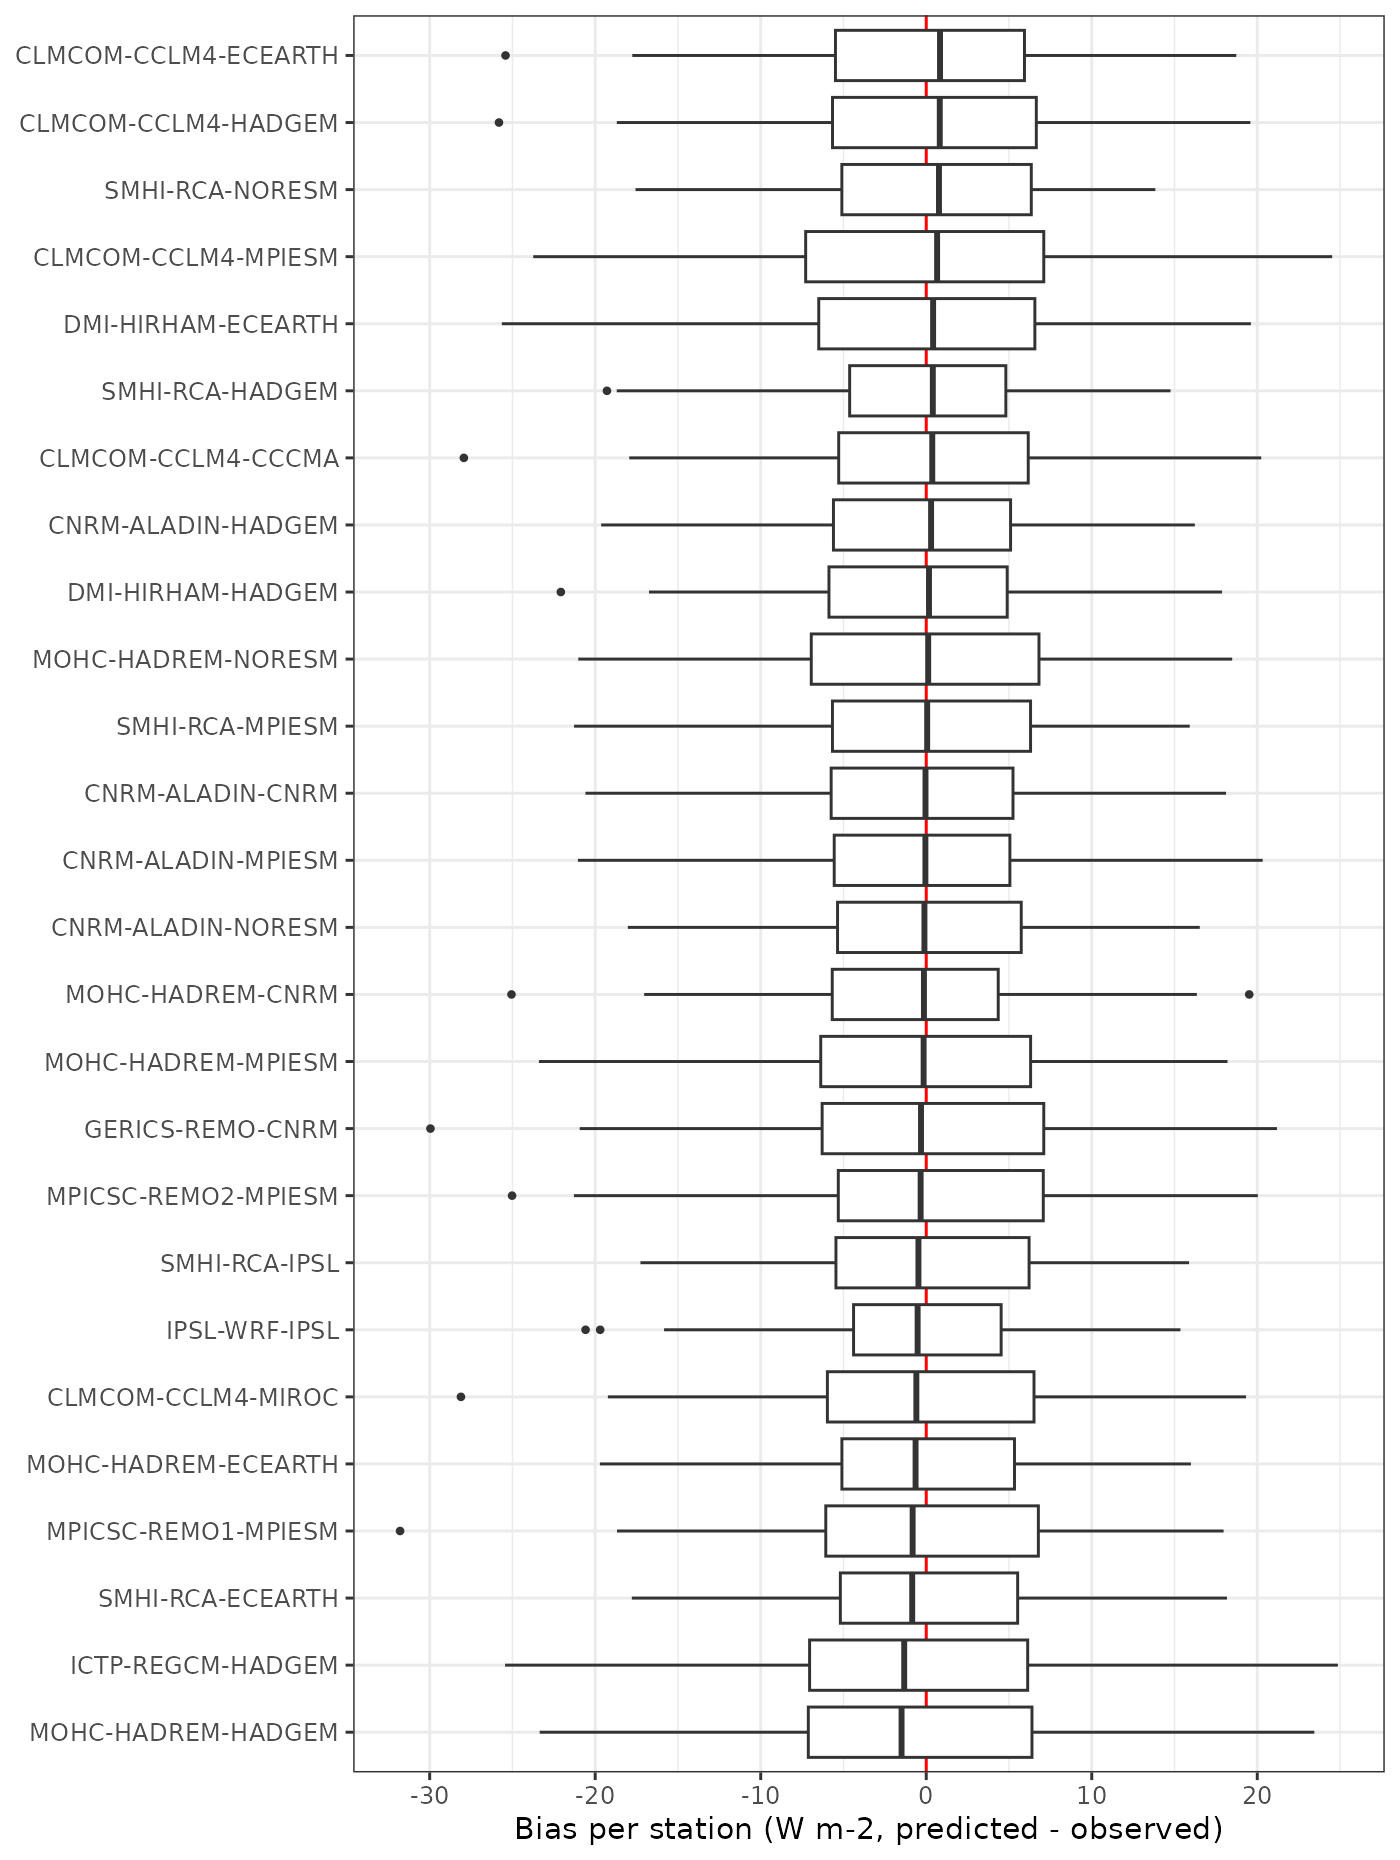 CLMCOM-CCLM4-ECEARTH
CLMCOM-CCLM4-HADGEM
SMHI-RCA-NORESM
CLMCOM-CCLM4-MPIESM
DMI-HIRHAM-ECEARTH
SMHI-RCA-HADGEM
CLMCOM-CCLM4-CCCMA
CNRM-ALADIN-HADGEM
DMI-HIRHAM-HADGEM
MOHC-HADREM-NORESM
SMHI-RCA-MPIESM
CNRM-ALADIN-CNRM
CNRM-ALADIN-MPIESM
CNRM-ALADIN-NORESM
MOHC-HADREM-CNRM
MOHC-HADREM-MPIESM
GERICS-REMO-CNRM
MPICSC-REMO2-MPIESM
SMHI-RCA-IPSL
IPSL-WRF-IPSL
CLMCOM-CCLM4-MIROC
MOHC-HADREM-ECEARTH
MPICSC-REMO1-MPIESM
SMHI-RCA-ECEARTH
ICTP-REGCM-HADGEM
MOHC-HADREM-HADGEM
-30 -20 -10 0 10 20
Bias per station (W m-2, predicted - observed)